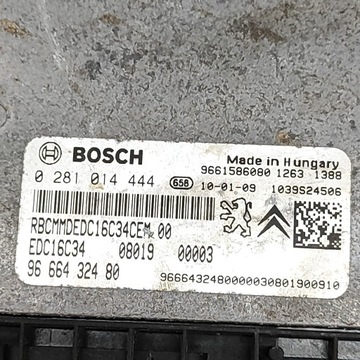 BOSCH
Made in Hungary
9661586080 1263 1388
0 281 014 444 658 10-01-09 1039S24506
RBCMMDEDC16C34CEM 00
EDC16C34 08019 00003
96 664 324 80
9666432480000030801900910